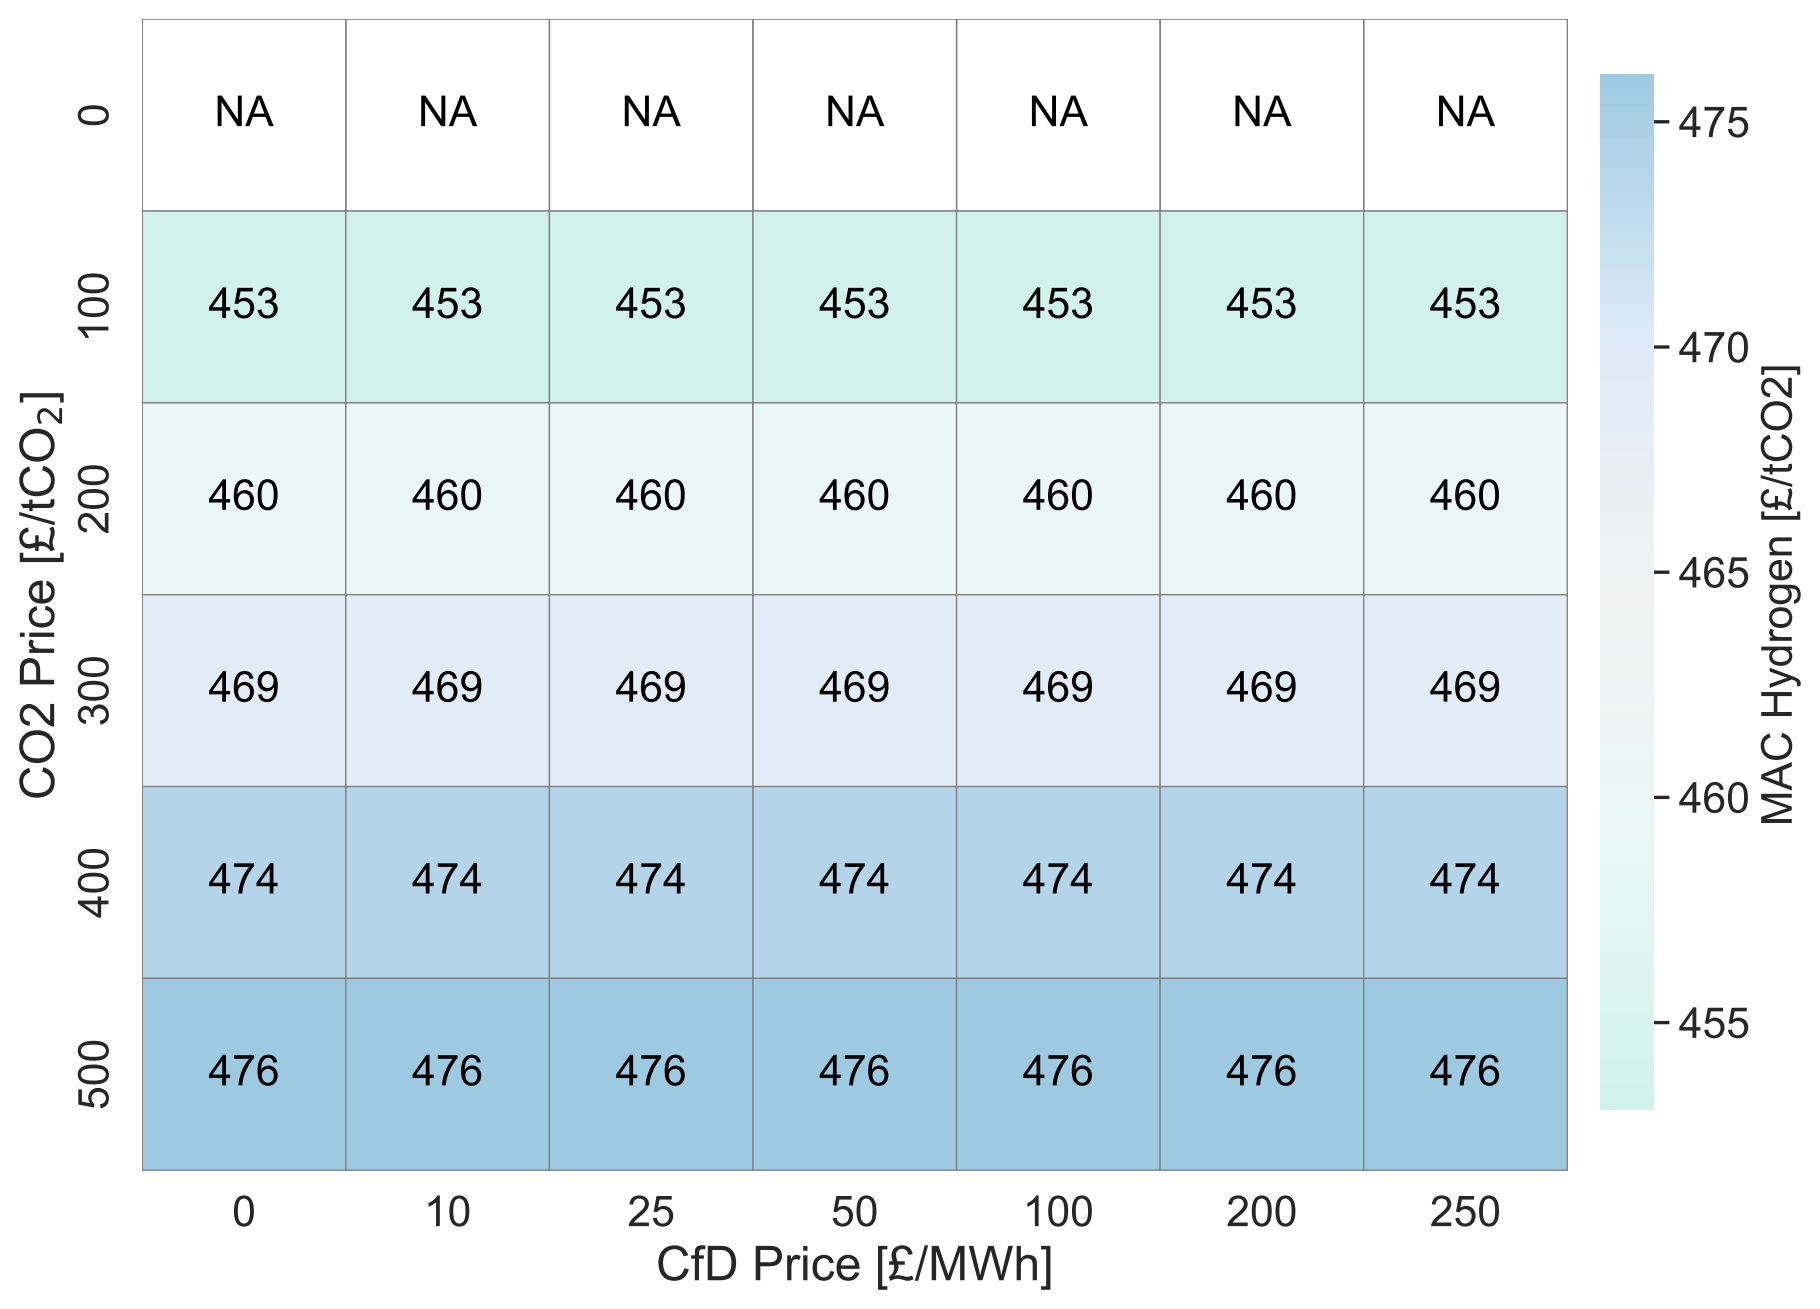 0 NA NA NA NA NA NA NA
100 453 453 453 453 453 453 453
200 460 460 460 460 460 460 460
300 469 469 469 469 469 469 469
400 474 474 474 474 474 474 474
500 476 476 476 476 476 476 476
0 10 25 50 100 200 250
CfD Price [£/MWh]
CO2 Price [£/tCO₂]
475
470
465
460
455
MAC Hydrogen [£/tCO2]